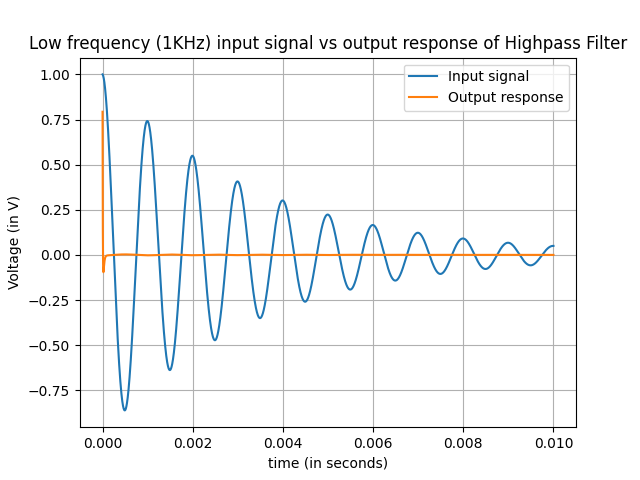 Low frequency (1KHz) input signal vs output response of Highpass Filter
Input signal
Output response
Voltage (in V)
1.00
0.75
0.50
0.25
0.00
−0.25
−0.50
−0.75
0.000 0.002 0.004 0.006 0.008 0.010
time (in seconds)